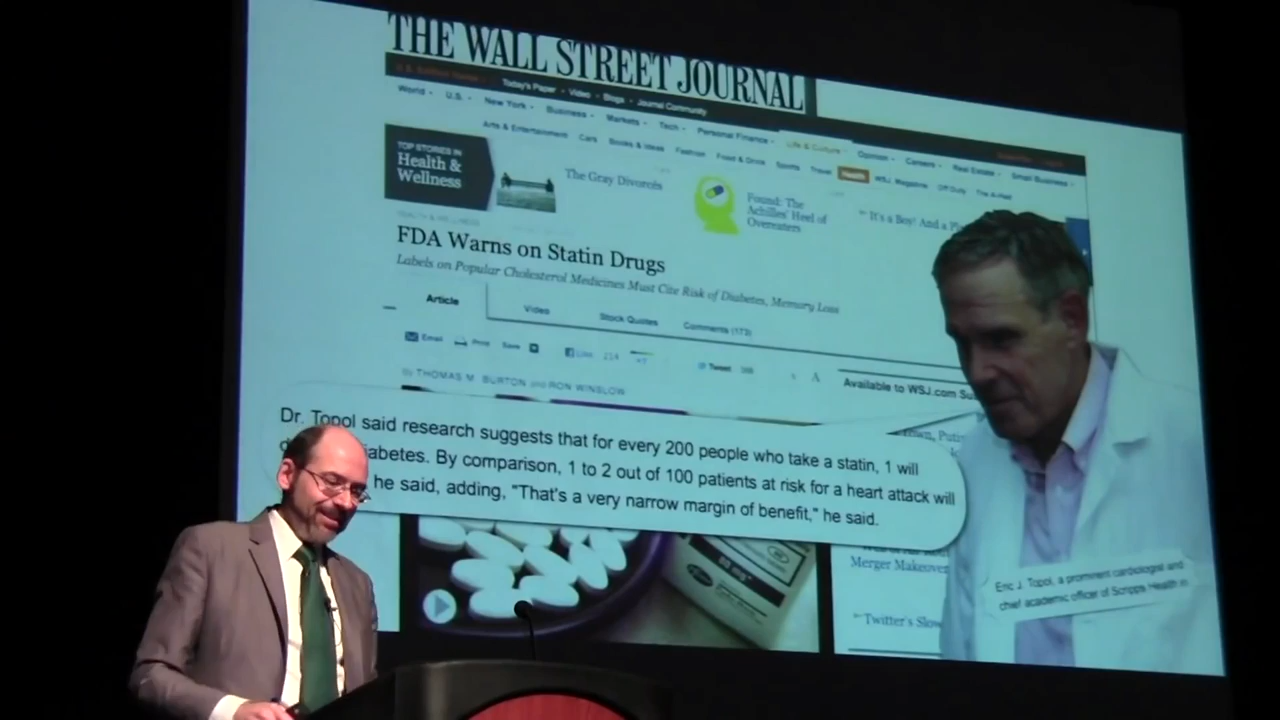 THE WALL STREET JOURNAL
Today's Paper • Video • Blogs • Journal Community
World U.S. New York Business Markets Tech Personal Finance Life & Culture Opinion Careers Real Estate Small Business
Arts & Entertainment Cars Books & Ideas Fashion Food & Drink Sports Travel Health WSJ. Magazine Off Duty
TOP STORIES IN
Health &
Wellness
The Gray Divorcés
Found: The
Achilles' Heel of
Overeaters
It's a Boy! And a
HEALTH & WELLNESS
FDA Warns on Statin Drugs
Labels on Popular Cholesterol Medicines Must Cite Risk of Diabetes, Memory Loss
Article Video Stock Quotes Comments (173)
Email Print Save Like 214 Tweet A
By THOMAS M. BURTON and RON WINSLOW
Available to WSJ.com
Dr. Topol said research suggests that for every 200 people who take a statin, 1 will
iabetes. By comparison, 1 to 2 out of 100 patients at risk for a heart attack will
he said, adding, "That's a very narrow margin of benefit," he said.
Merger Makeover
Twitter's
Eric J. Topol, a prominent cardiologist and
chief academic officer of Scripps Health in